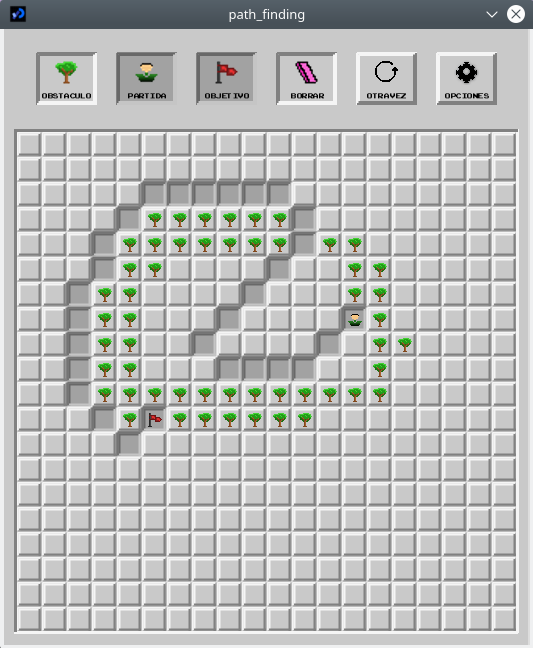 path_finding
OBSTACULO
PARTIDA
OBJETIVO
BORRAR
OTRAVEZ
OPCIONES